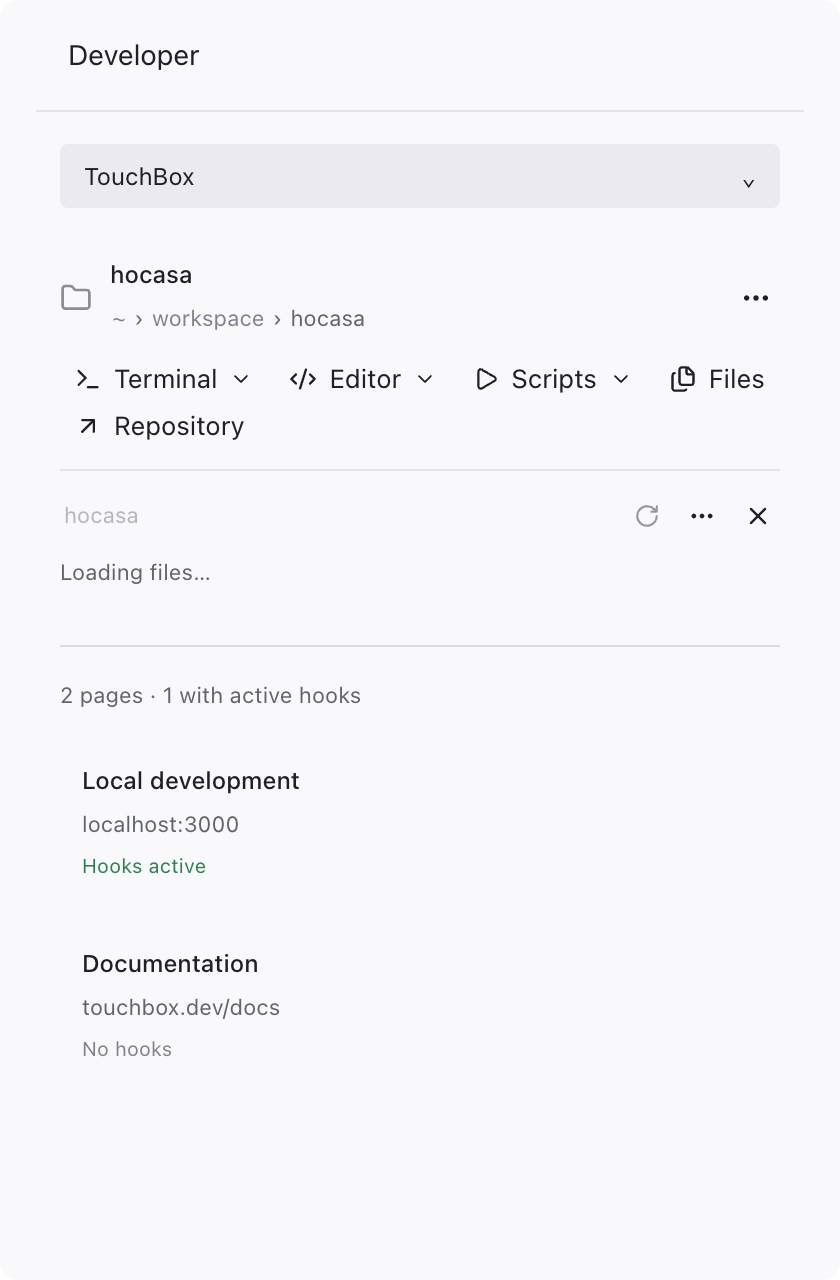 Developer
TouchBox
hocasa
~ › workspace › hocasa
Terminal Editor Scripts Files
Repository
hocasa
Loading files...
2 pages · 1 with active hooks
Local development
localhost:3000
Hooks active
Documentation
touchbox.dev/docs
No hooks